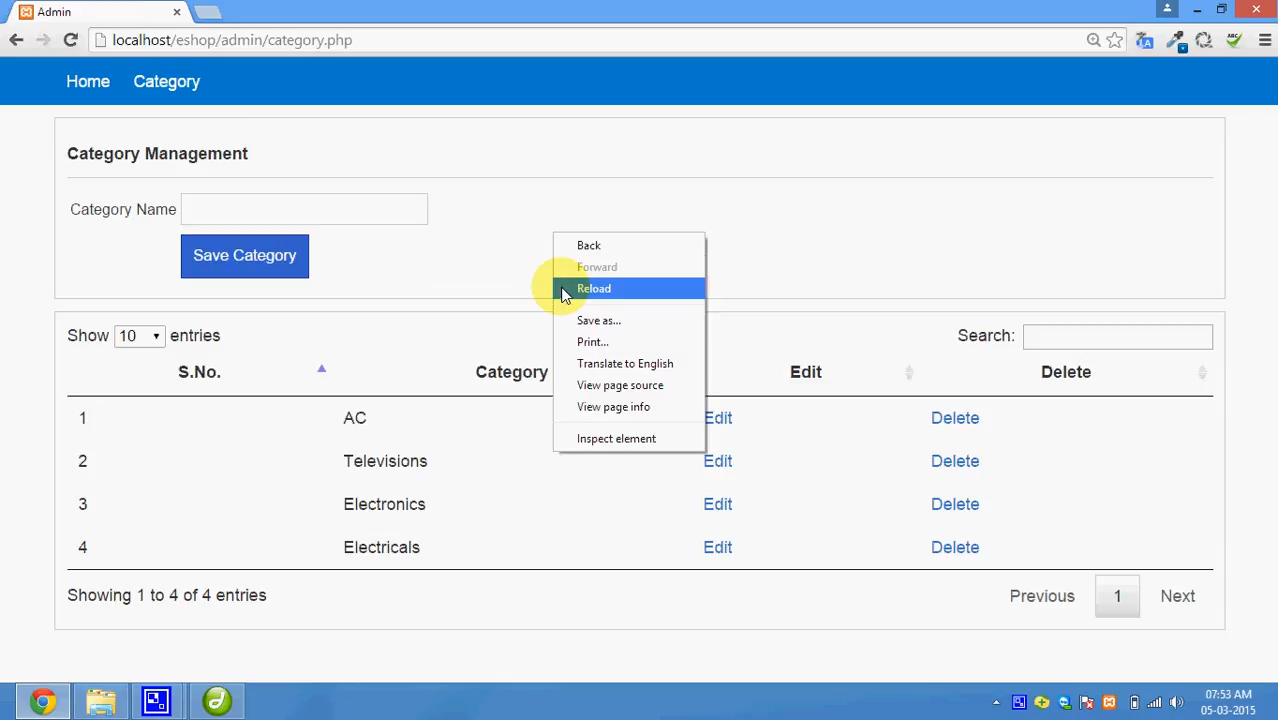 Admin
localhost/eshop/admin/category.php
ABC
Home Category
Category Management
Category Name
Save Category
Back
Forward
Reload
Save as...
Print...
Translate to English
View page source
View page info
Inspect element
Show 10 entries
Search:
S.No. Category Edit Delete
1 AC Edit Delete
2 Televisions Edit Delete
3 Electronics Edit Delete
4 Electricals Edit Delete
Showing 1 to 4 of 4 entries
Previous 1 Next
07:53 AM
05-03-2015